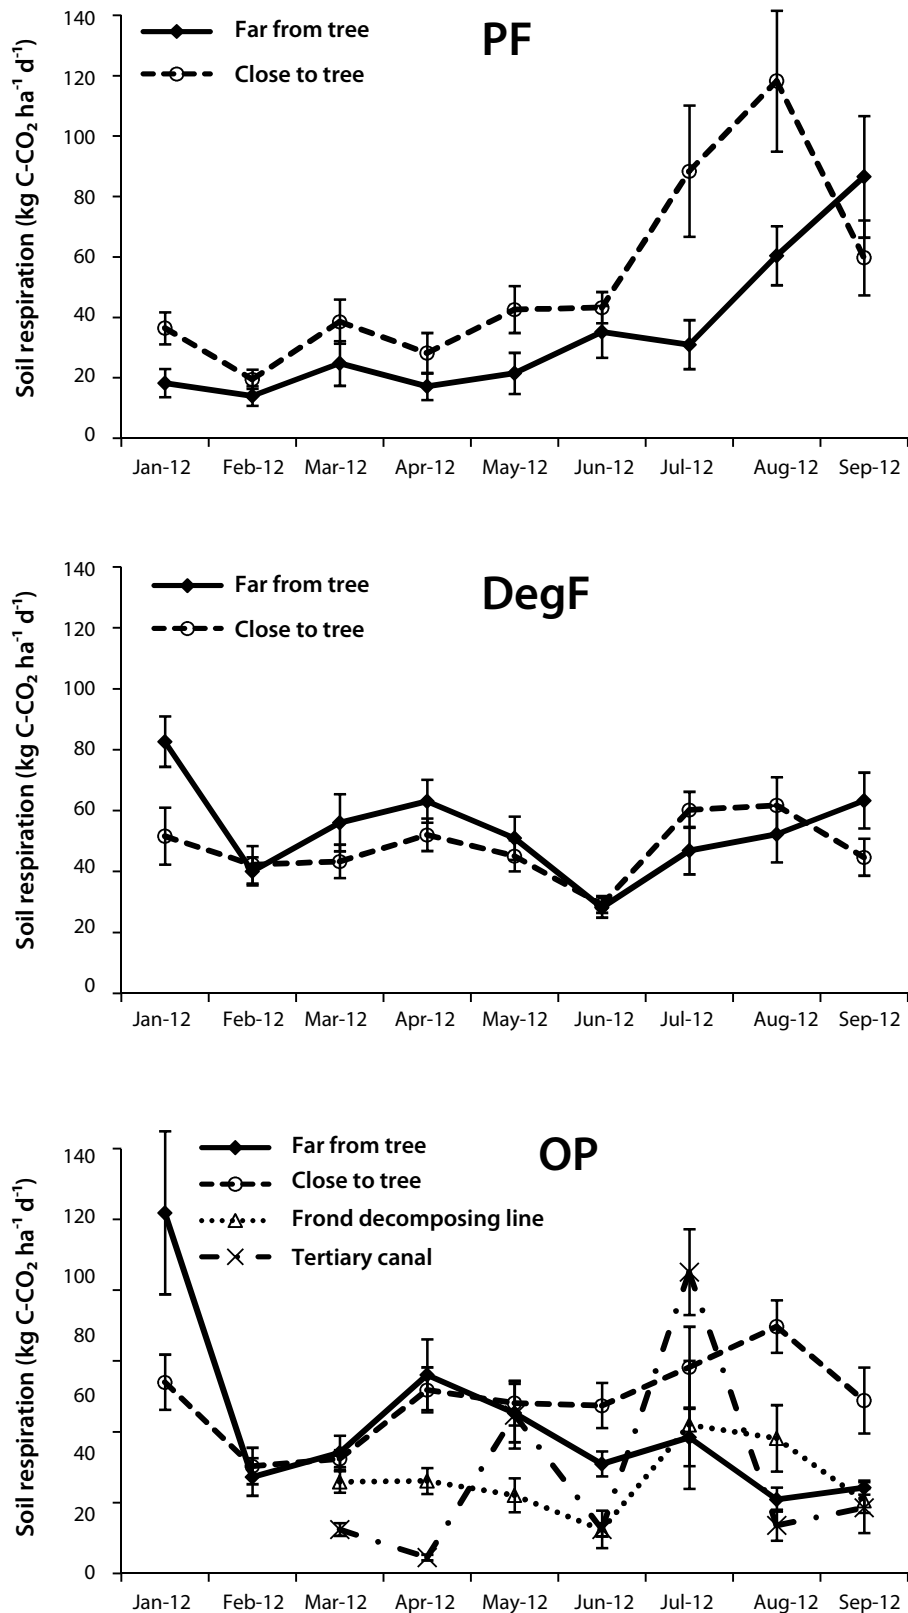 PF
Far from tree
Close to tree
Soil respiration (kg C-CO₂ ha⁻¹ d⁻¹)
140
120
100
80
60
40
20
0
Jan-12 Feb-12 Mar-12 Apr-12 May-12 Jun-12 Jul-12 Aug-12 Sep-12
DegF
Far from tree
Close to tree
Soil respiration (kg C-CO₂ ha⁻¹ d⁻¹)
140
120
100
80
60
40
20
0
Jan-12 Feb-12 Mar-12 Apr-12 May-12 Jun-12 Jul-12 Aug-12 Sep-12
OP
Far from tree
Close to tree
Frond decomposing line
Tertiary canal
Soil respiration (kg C-CO₂ ha⁻¹ d⁻¹)
140
120
100
80
60
40
20
0
Jan-12 Feb-12 Mar-12 Apr-12 May-12 Jun-12 Jul-12 Aug-12 Sep-12